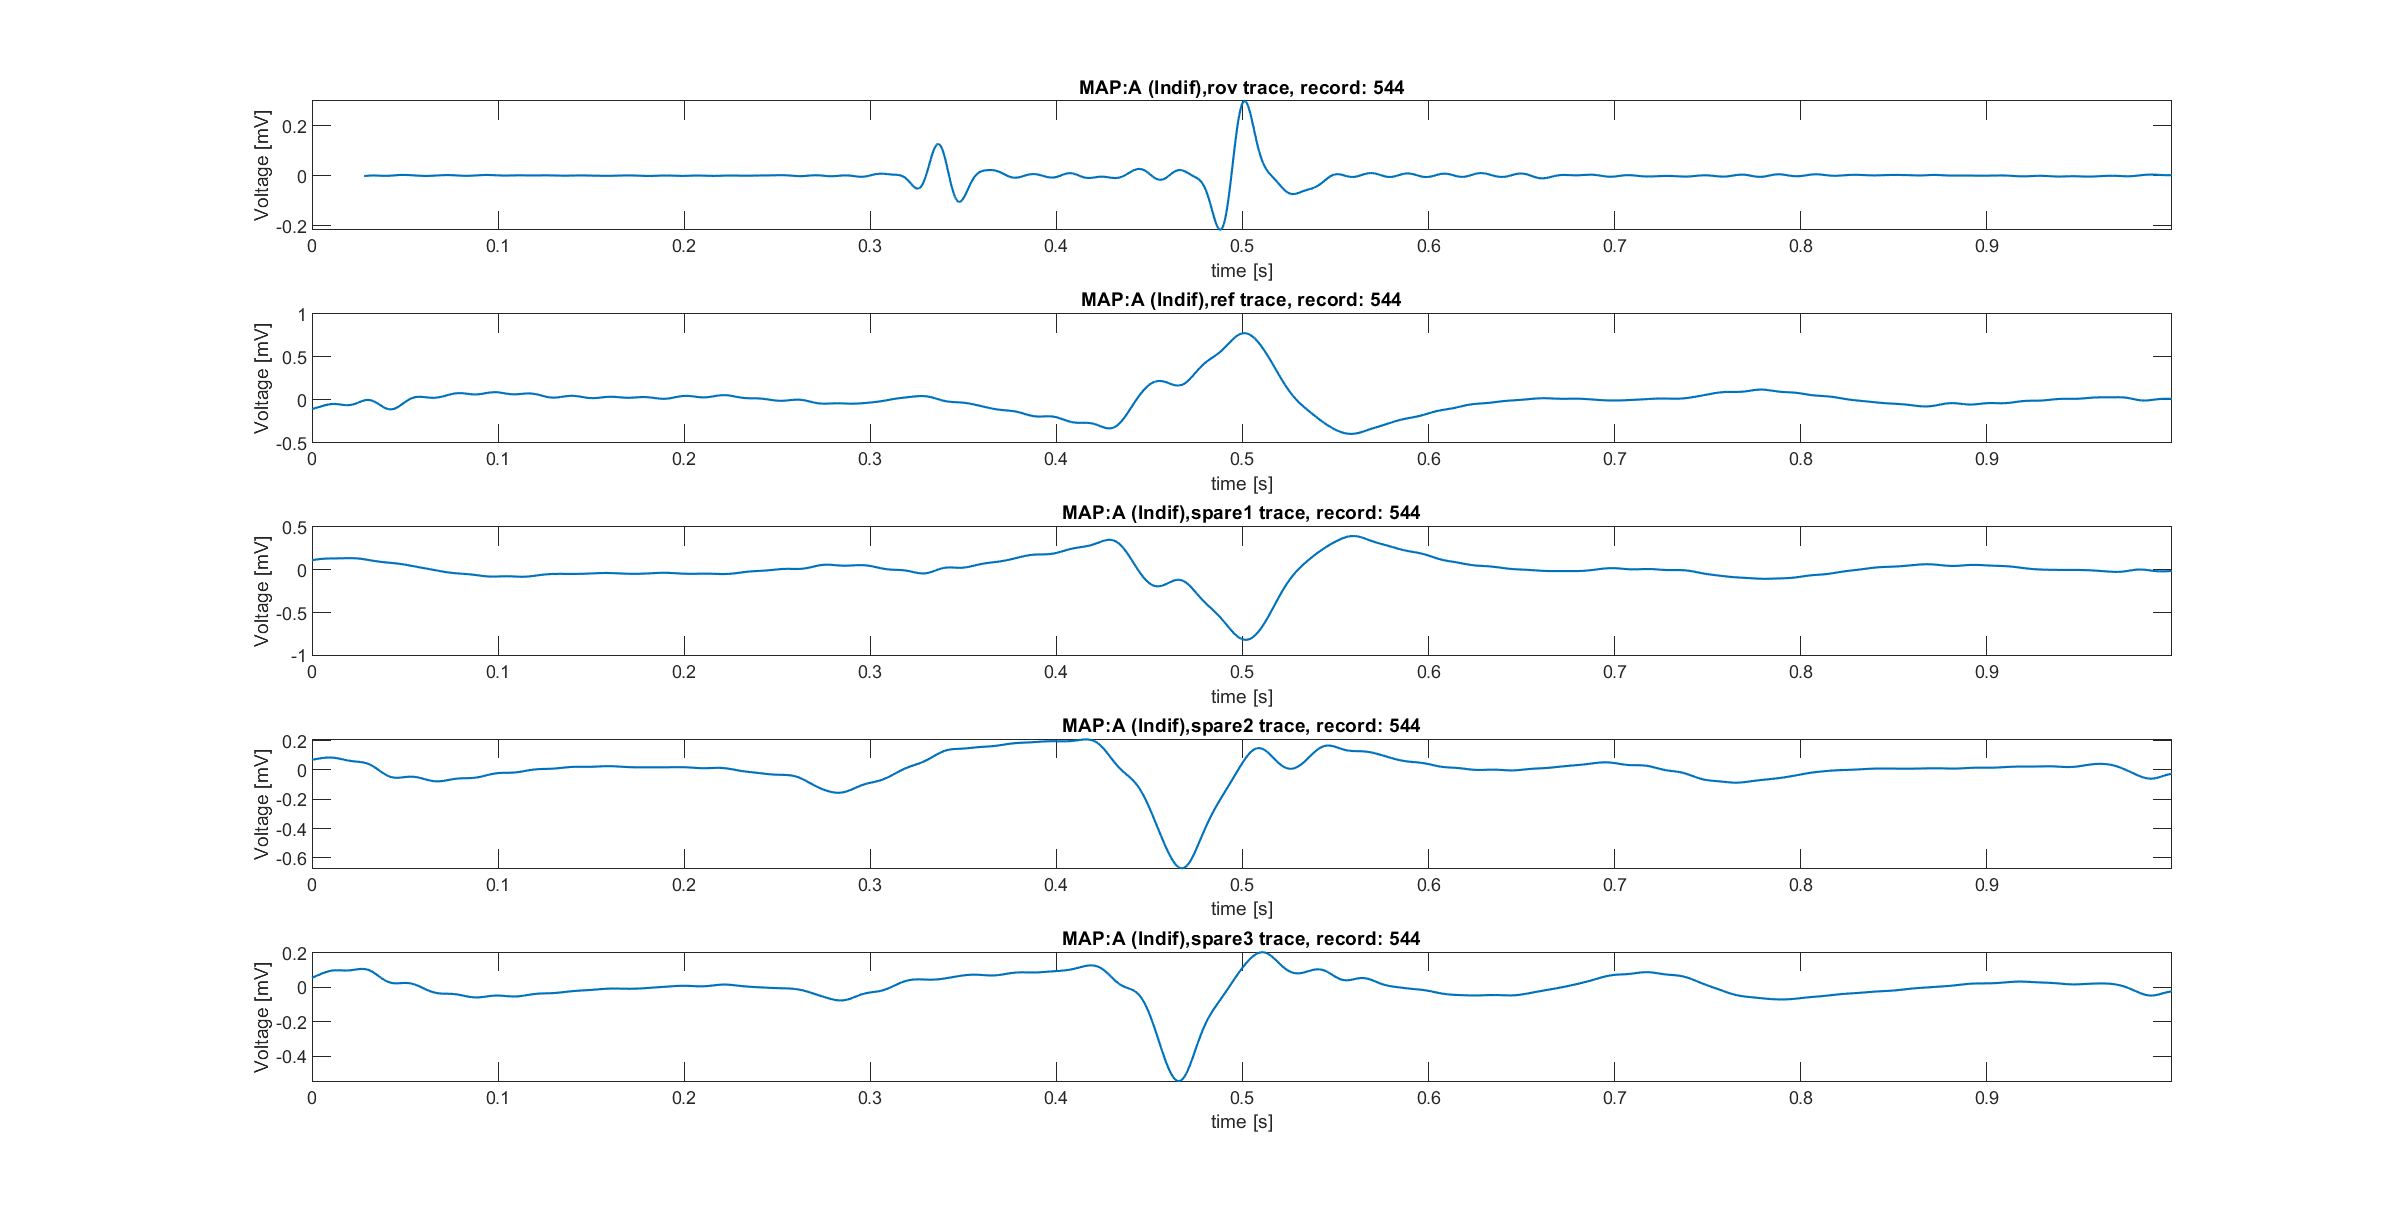 MAP:A (Indif),rov trace, record: 544
Voltage [mV]
0.2
0
-0.2
0 0.1 0.2 0.3 0.4 0.5 0.6 0.7 0.8 0.9
time [s]
MAP:A (Indif),ref trace, record: 544
Voltage [mV]
1
0.5
0
-0.5
0 0.1 0.2 0.3 0.4 0.5 0.6 0.7 0.8 0.9
time [s]
MAP:A (Indif),spare1 trace, record: 544
Voltage [mV]
0.5
0
-0.5
-1
0 0.1 0.2 0.3 0.4 0.5 0.6 0.7 0.8 0.9
time [s]
MAP:A (Indif),spare2 trace, record: 544
Voltage [mV]
0.2
0
-0.2
-0.4
-0.6
0 0.1 0.2 0.3 0.4 0.5 0.6 0.7 0.8 0.9
time [s]
MAP:A (Indif),spare3 trace, record: 544
Voltage [mV]
0.2
0
-0.2
-0.4
0 0.1 0.2 0.3 0.4 0.5 0.6 0.7 0.8 0.9
time [s]